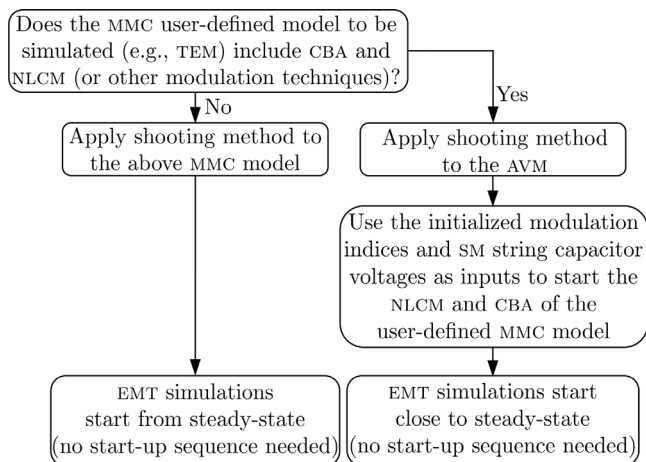 Does the MMC user-defined model to be
simulated (e.g., TEM) include CBA and
NLCM (or other modulation techniques)?
No
Yes
Apply shooting method to
the above MMC model
Apply shooting method
to the AVM
Use the initialized modulation
indices and SM string capacitor
voltages as inputs to start the
NLCM and CBA of the
user-defined MMC model
EMT simulations
start from steady-state
(no start-up sequence needed)
EMT simulations start
close to steady-state
(no start-up sequence needed)